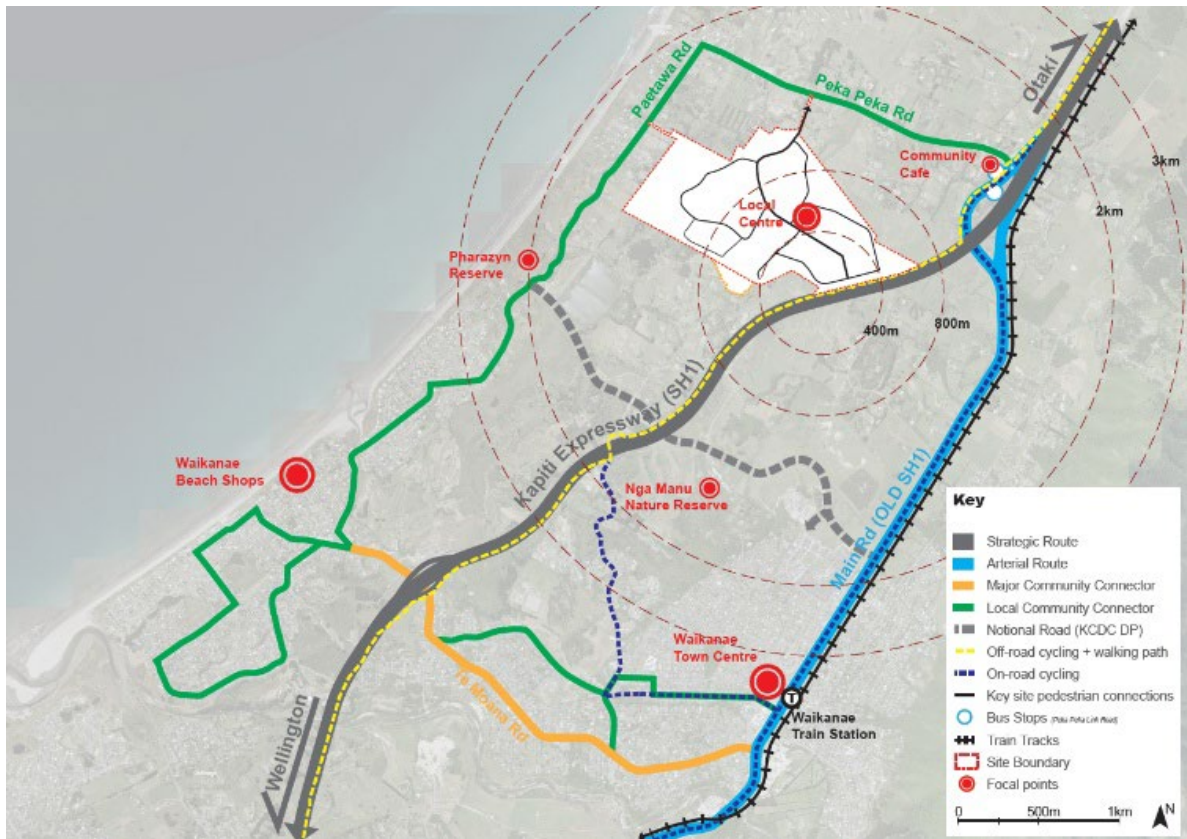 Otaki
Paetawa Rd
Peka Peka Rd
Community
Cafe
3km
2km
Local
Centre
Pharazyn
Reserve
400m
800m
Kapiti Expressway (SH1)
Waikanae
Beach Shops
Nga Manu
Nature Reserve
Main Rd (OLD SH1)
Waikanae
Town Centre
Te Moana Rd
T
Waikanae
Train Station
Wellington
Key
Strategic Route
Arterial Route
Major Community Connector
Local Community Connector
Notional Road (KCDC DP)
Off-road cycling + walking path
On-road cycling
Key site pedestrian connections
Bus Stops (Peka Peka Link Road)
Train Tracks
Site Boundary
Focal points
0 500m 1km
N